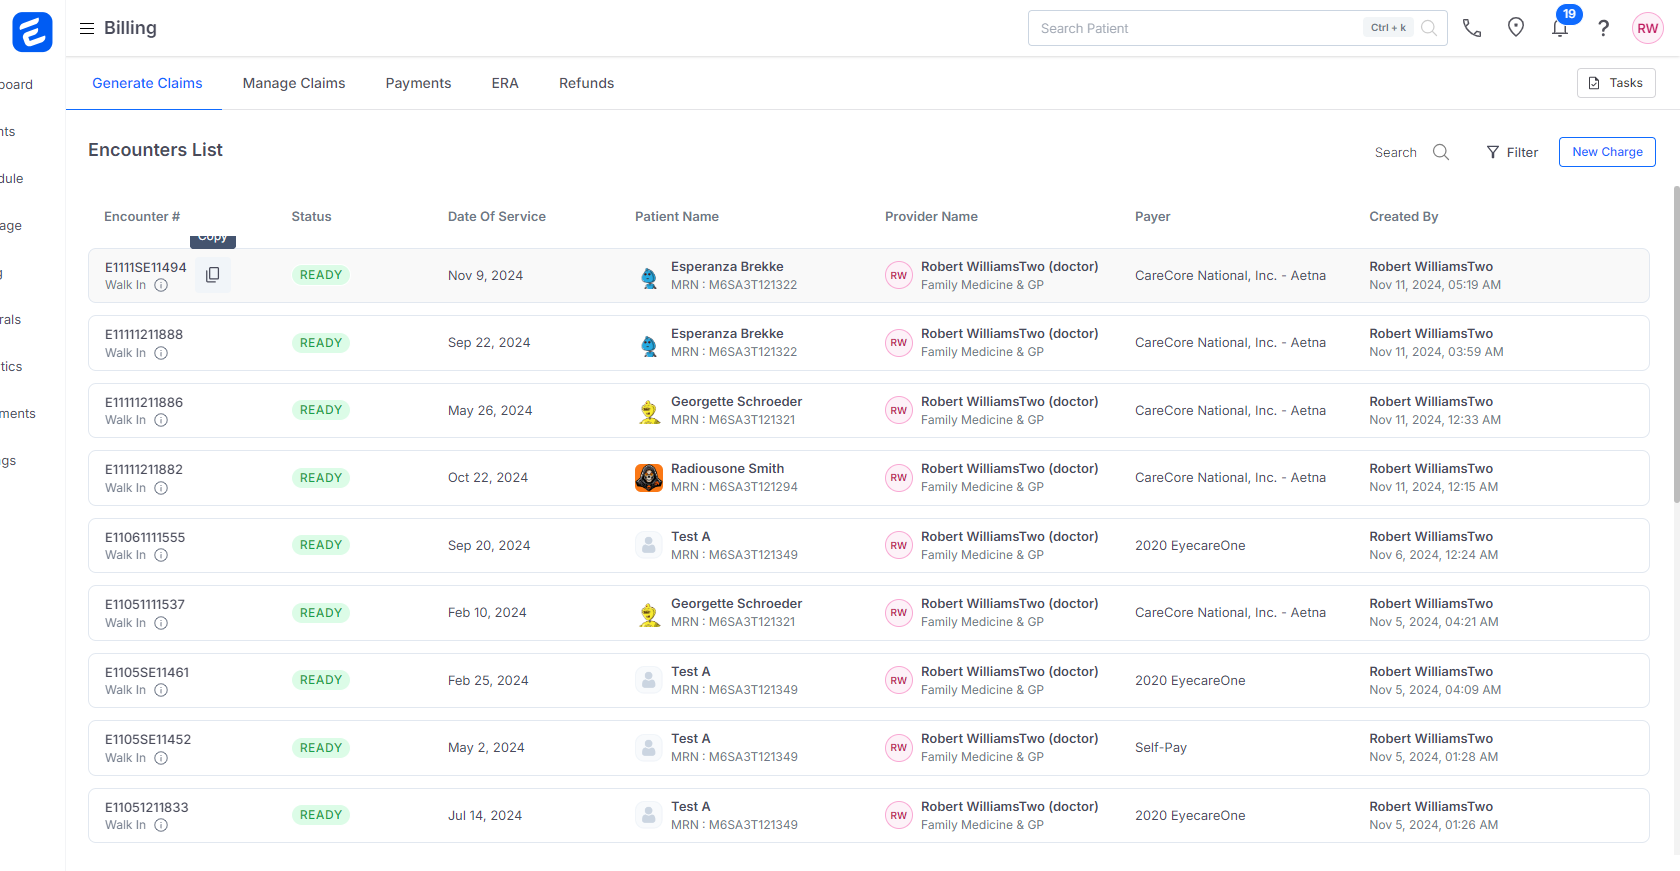 Billing
Search Patient
Ctrl + k
19
RW
board
nts
dule
age
g
rals
tics
ments
gs
Generate Claims
Manage Claims
Payments
ERA
Refunds
Tasks
Encounters List
Search
Filter
New Charge
Encounter #
Status
Date Of Service
Patient Name
Provider Name
Payer
Created By
Copy
E1111SE11494
Walk In
READY
Nov 9, 2024
Esperanza Brekke
MRN : M6SA3T121322
RW
Robert WilliamsTwo (doctor)
Family Medicine & GP
CareCore National, Inc. - Aetna
Robert WilliamsTwo
Nov 11, 2024, 05:19 AM
E11111211888
Walk In
READY
Sep 22, 2024
Esperanza Brekke
MRN : M6SA3T121322
RW
Robert WilliamsTwo (doctor)
Family Medicine & GP
CareCore National, Inc. - Aetna
Robert WilliamsTwo
Nov 11, 2024, 03:59 AM
E11111211886
Walk In
READY
May 26, 2024
Georgette Schroeder
MRN : M6SA3T121321
RW
Robert WilliamsTwo (doctor)
Family Medicine & GP
CareCore National, Inc. - Aetna
Robert WilliamsTwo
Nov 11, 2024, 12:33 AM
E11111211882
Walk In
READY
Oct 22, 2024
Radiousone Smith
MRN : M6SA3T121294
RW
Robert WilliamsTwo (doctor)
Family Medicine & GP
CareCore National, Inc. - Aetna
Robert WilliamsTwo
Nov 11, 2024, 12:15 AM
E11061111555
Walk In
READY
Sep 20, 2024
Test A
MRN : M6SA3T121349
RW
Robert WilliamsTwo (doctor)
Family Medicine & GP
2020 EyecareOne
Robert WilliamsTwo
Nov 6, 2024, 12:24 AM
E11051111537
Walk In
READY
Feb 10, 2024
Georgette Schroeder
MRN : M6SA3T121321
RW
Robert WilliamsTwo (doctor)
Family Medicine & GP
CareCore National, Inc. - Aetna
Robert WilliamsTwo
Nov 5, 2024, 04:21 AM
E1105SE11461
Walk In
READY
Feb 25, 2024
Test A
MRN : M6SA3T121349
RW
Robert WilliamsTwo (doctor)
Family Medicine & GP
2020 EyecareOne
Robert WilliamsTwo
Nov 5, 2024, 04:09 AM
E1105SE11452
Walk In
READY
May 2, 2024
Test A
MRN : M6SA3T121349
RW
Robert WilliamsTwo (doctor)
Family Medicine & GP
Self-Pay
Robert WilliamsTwo
Nov 5, 2024, 01:28 AM
E11051211833
Walk In
READY
Jul 14, 2024
Test A
MRN : M6SA3T121349
RW
Robert WilliamsTwo (doctor)
Family Medicine & GP
2020 EyecareOne
Robert WilliamsTwo
Nov 5, 2024, 01:26 AM